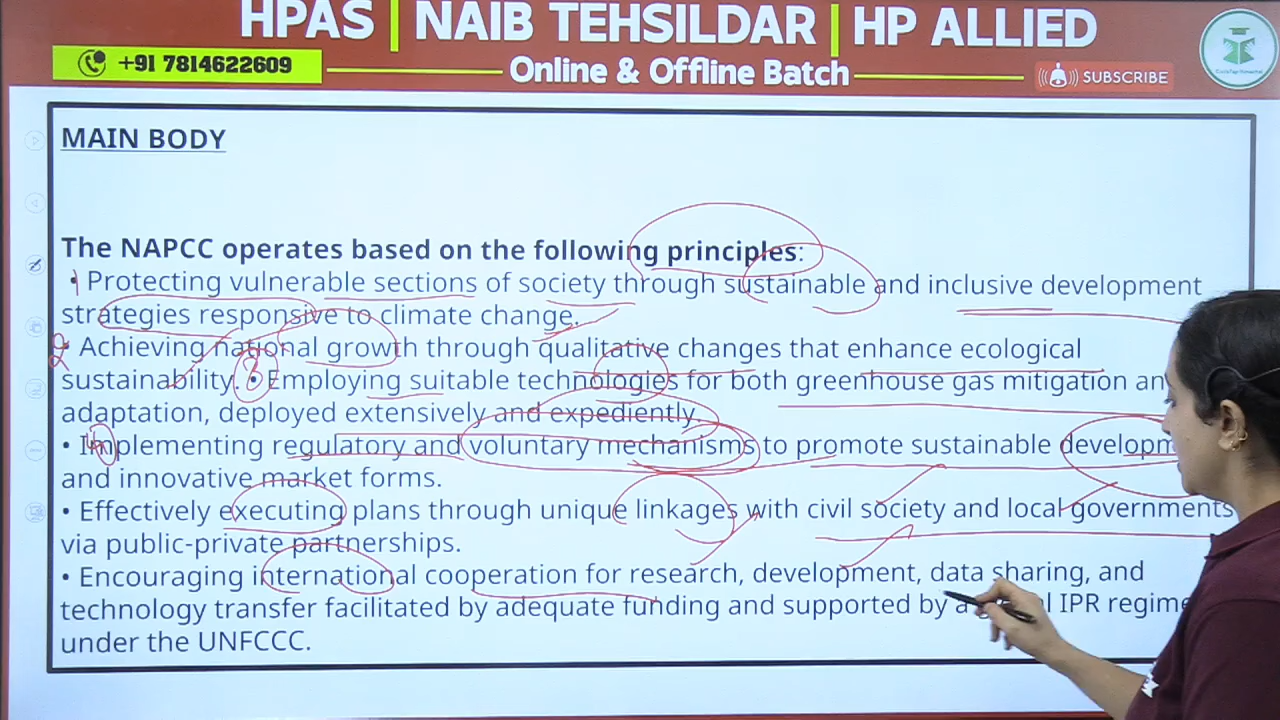 HPAS | NAIB TEHSILDAR | HP ALLIED
+91 7814622609
Online & Offline Batch
SUBSCRIBE
MAIN BODY
The NAPCC operates based on the following principles:
• Protecting vulnerable sections of society through sustainable and inclusive development
strategies responsive to climate change.
2
• Achieving national growth through qualitative changes that enhance ecological
3
sustainability. • Employing suitable technologies for both greenhouse gas mitigation an
adaptation, deployed extensively and expediently.
• Implementing regulatory and voluntary mechanisms to promote sustainable developm
and innovative market forms.
• Effectively executing plans through unique linkages with civil society and local governments
via public-private partnerships.
• Encouraging international cooperation for research, development, data sharing, and
technology transfer facilitated by adequate funding and supported by a IPR regime
under the UNFCCC.